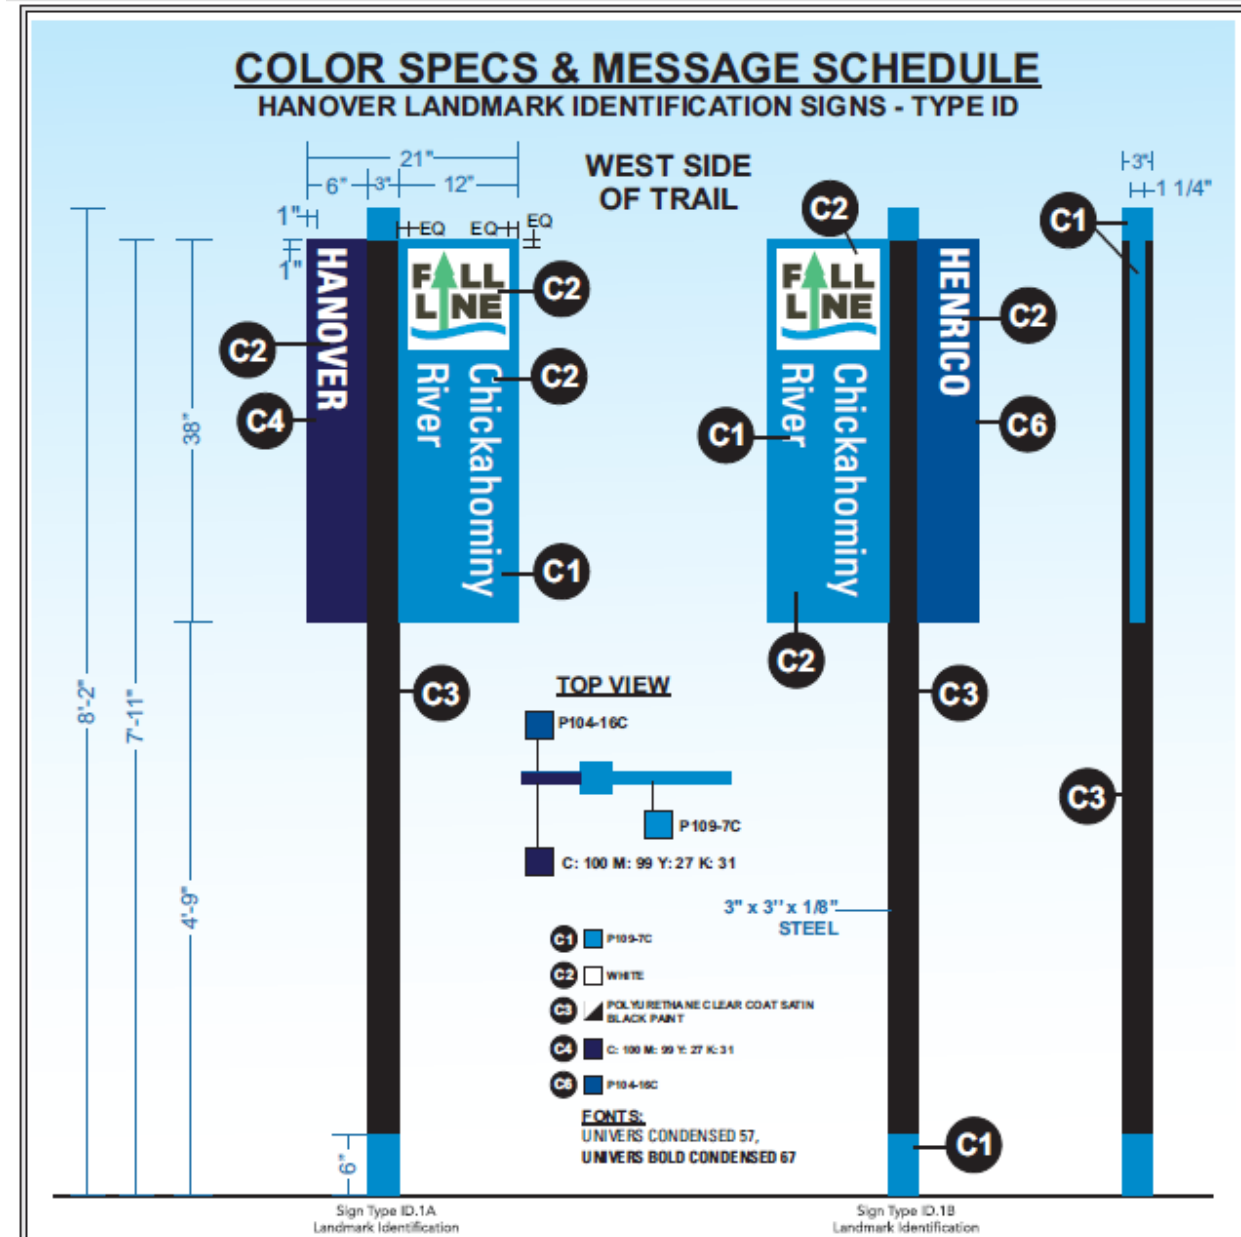 COLOR SPECS & MESSAGE SCHEDULE
HANOVER LANDMARK IDENTIFICATION SIGNS - TYPE ID
WEST SIDE
OF TRAIL
21"
6"
3"
12"
1"
1"
EQ
EQ
EQ
HANOVER
FALL
LINE
Chickahominy
River
C2
C2
C2
C4
C1
C3
38"
8'-2"
7'-11"
4'-9"
6"
C2
FALL
LINE
Chickahominy
River
HENRICO
C2
C1
C6
C2
C3
3"
1 1/4"
C1
C3
C1
TOP VIEW
P104-16C
P109-7C
C: 100 M: 99 Y: 27 K: 31
3" x 3'' x 1/8"
STEEL
C1 P109-7C
C2 WHITE
C3 POLYURETHANE CLEAR COAT SATIN
BLACK PAINT
C4 C: 100 M: 99 Y: 27 K: 31
C6 P104-16C
FONTS:
UNIVERS CONDENSED 57,
UNIVERS BOLD CONDENSED 67
Sign Type ID.1A
Landmark Identification
Sign Type ID.1B
Landmark Identification